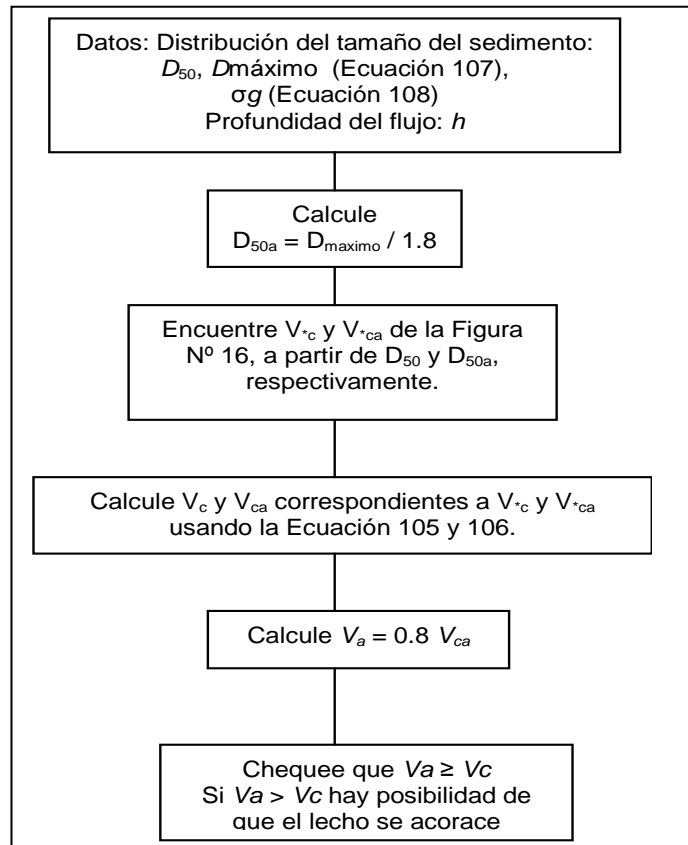 Datos: Distribución del tamaño del sedimento:
D50, Dmáximo (Ecuación 107),
σg (Ecuación 108)
Profundidad del flujo: h
Calcule
D50a = Dmaximo / 1.8
Encuentre V*c y V*ca de la Figura
Nº 16, a partir de D50 y D50a,
respectivamente.
Calcule Vc y Vca correspondientes a V*c y V*ca
usando la Ecuación 105 y 106.
Calcule Va = 0.8 Vca
Chequee que Va ≥ Vc
Si Va > Vc hay posibilidad de
que el lecho se acorace